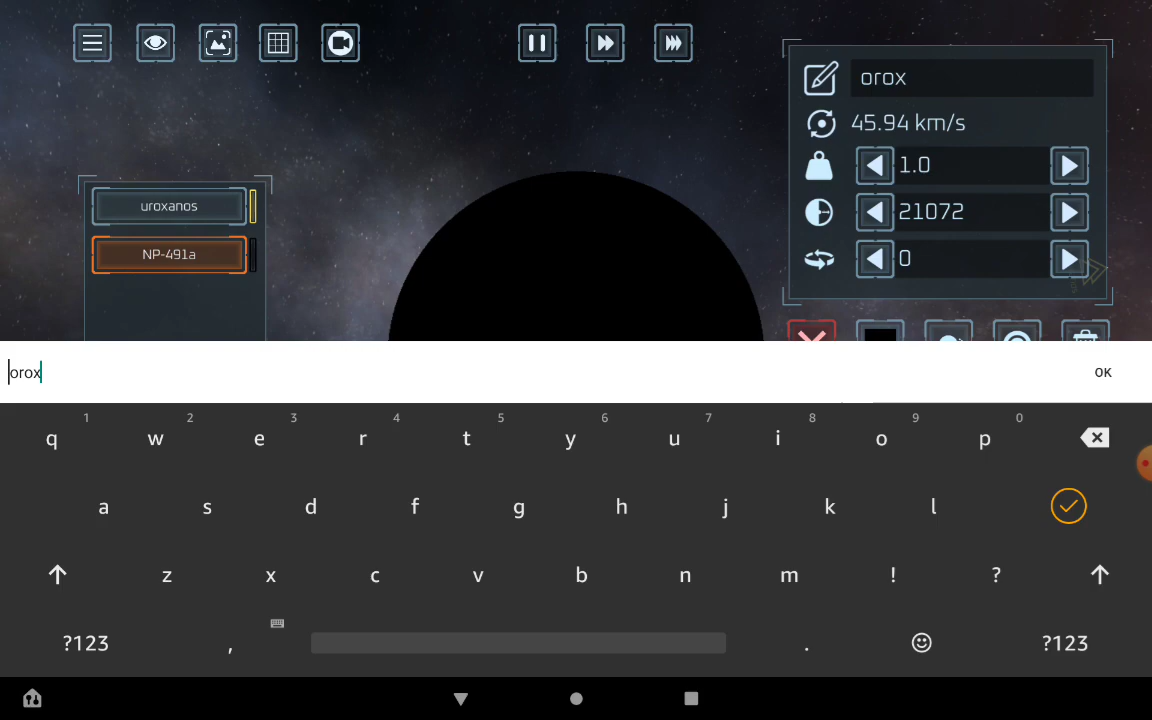 orox
45.94 km/s
1.0
21072
0
uroxanos
NP-491a
orox
OK
1 2 3 4 5 6 7 8 9 0
q w e r t y u i o p
a s d f g h j k l
z x c v b n m ! ?
?123 , . ?123